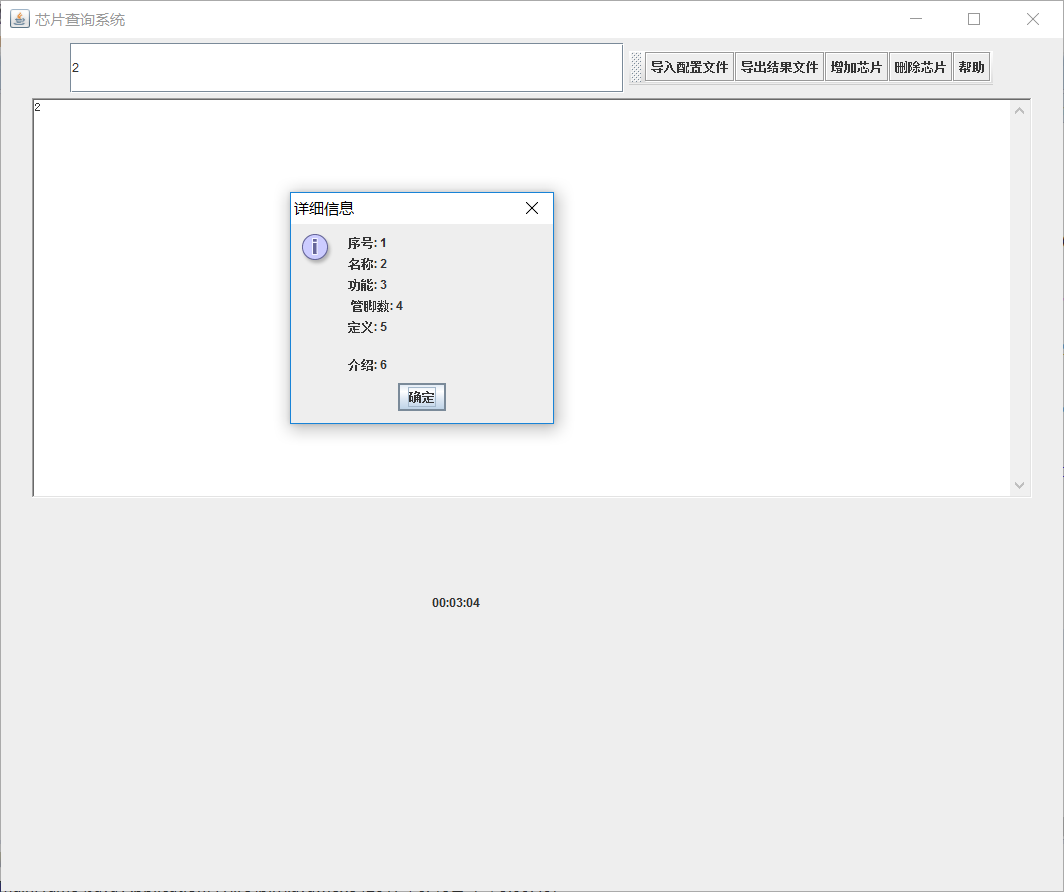 芯片查询系统
2
导入配置文件 导出结果文件 增加芯片 删除芯片 帮助
2
详细信息
序号: 1
名称: 2
功能: 3
管脚数: 4
定义: 5
介绍: 6
确定
00:03:04